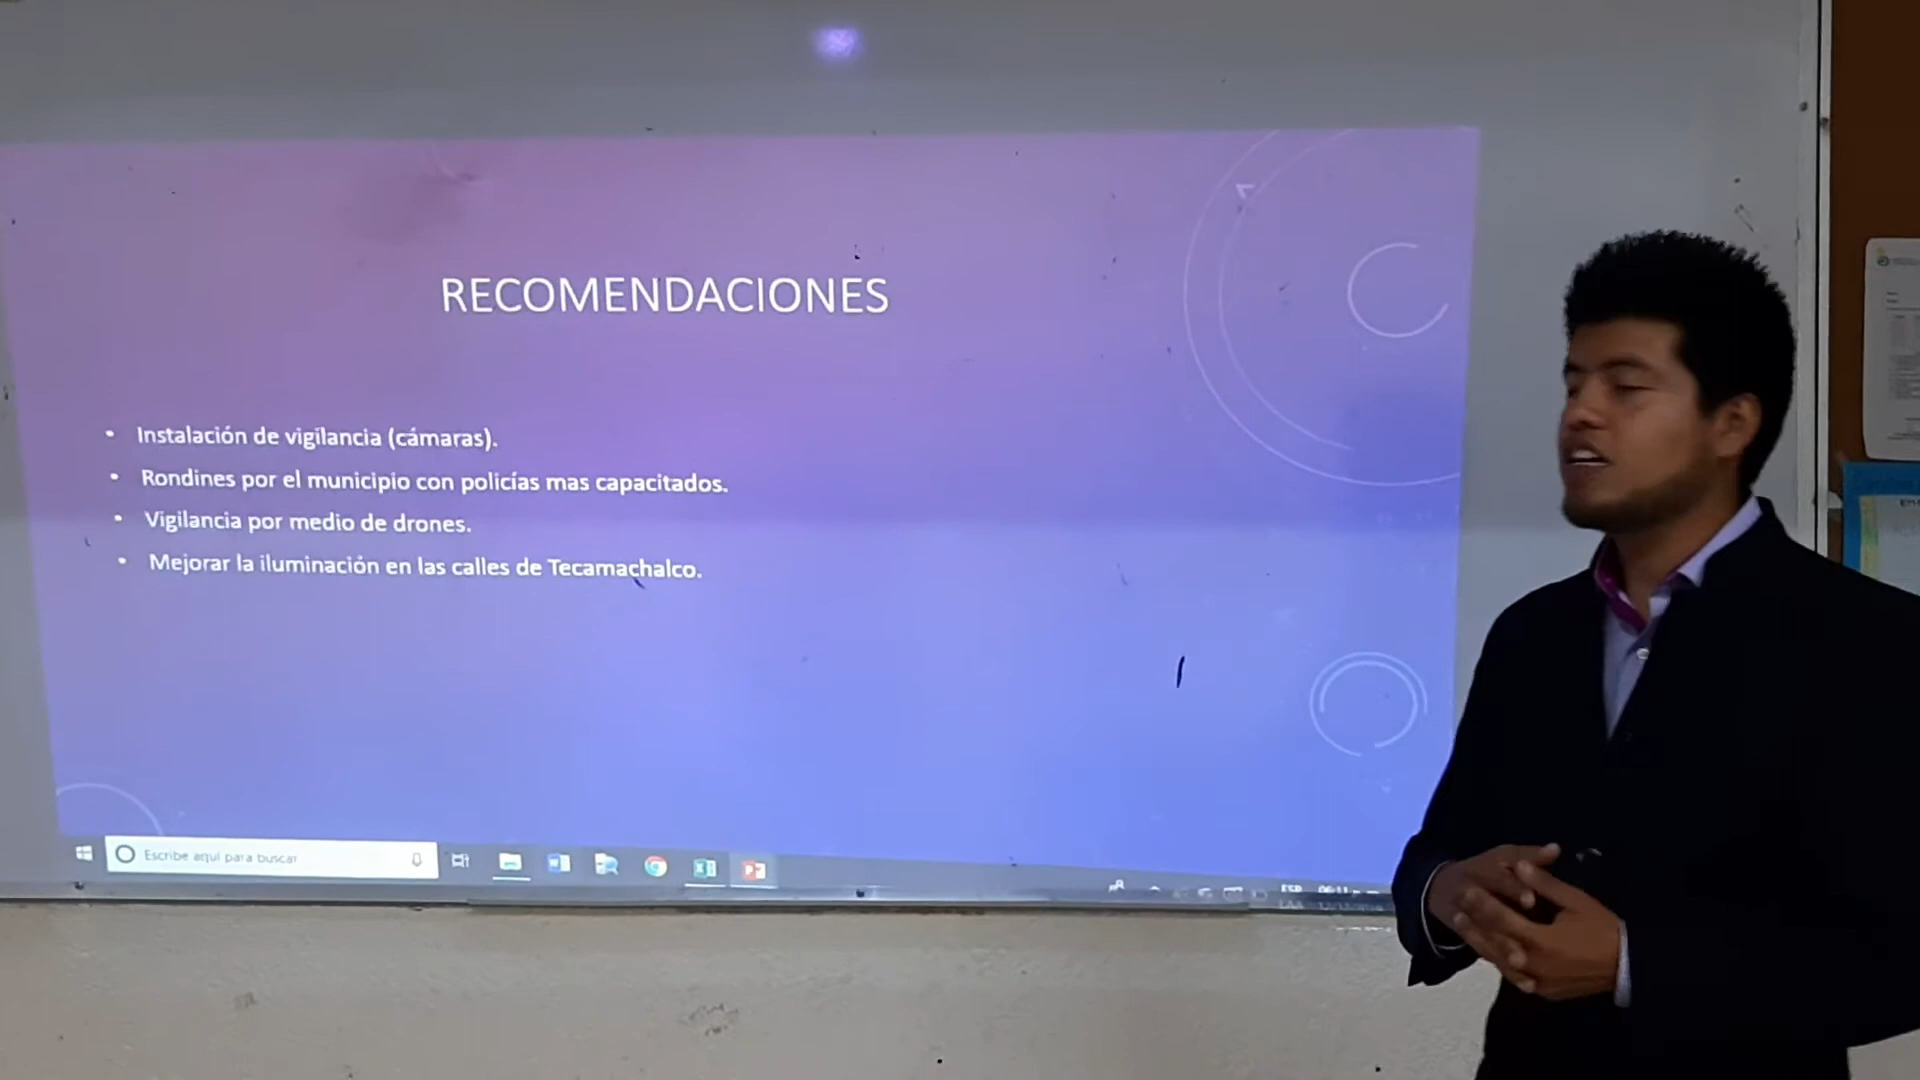 RECOMENDACIONES
• Instalación de vigilancia (cámaras).
• Rondines por el municipio con policías mas capacitados.
• Vigilancia por medio de drones.
• Mejorar la iluminación en las calles de Tecamachalco.
Escribe aquí para buscar
ESP